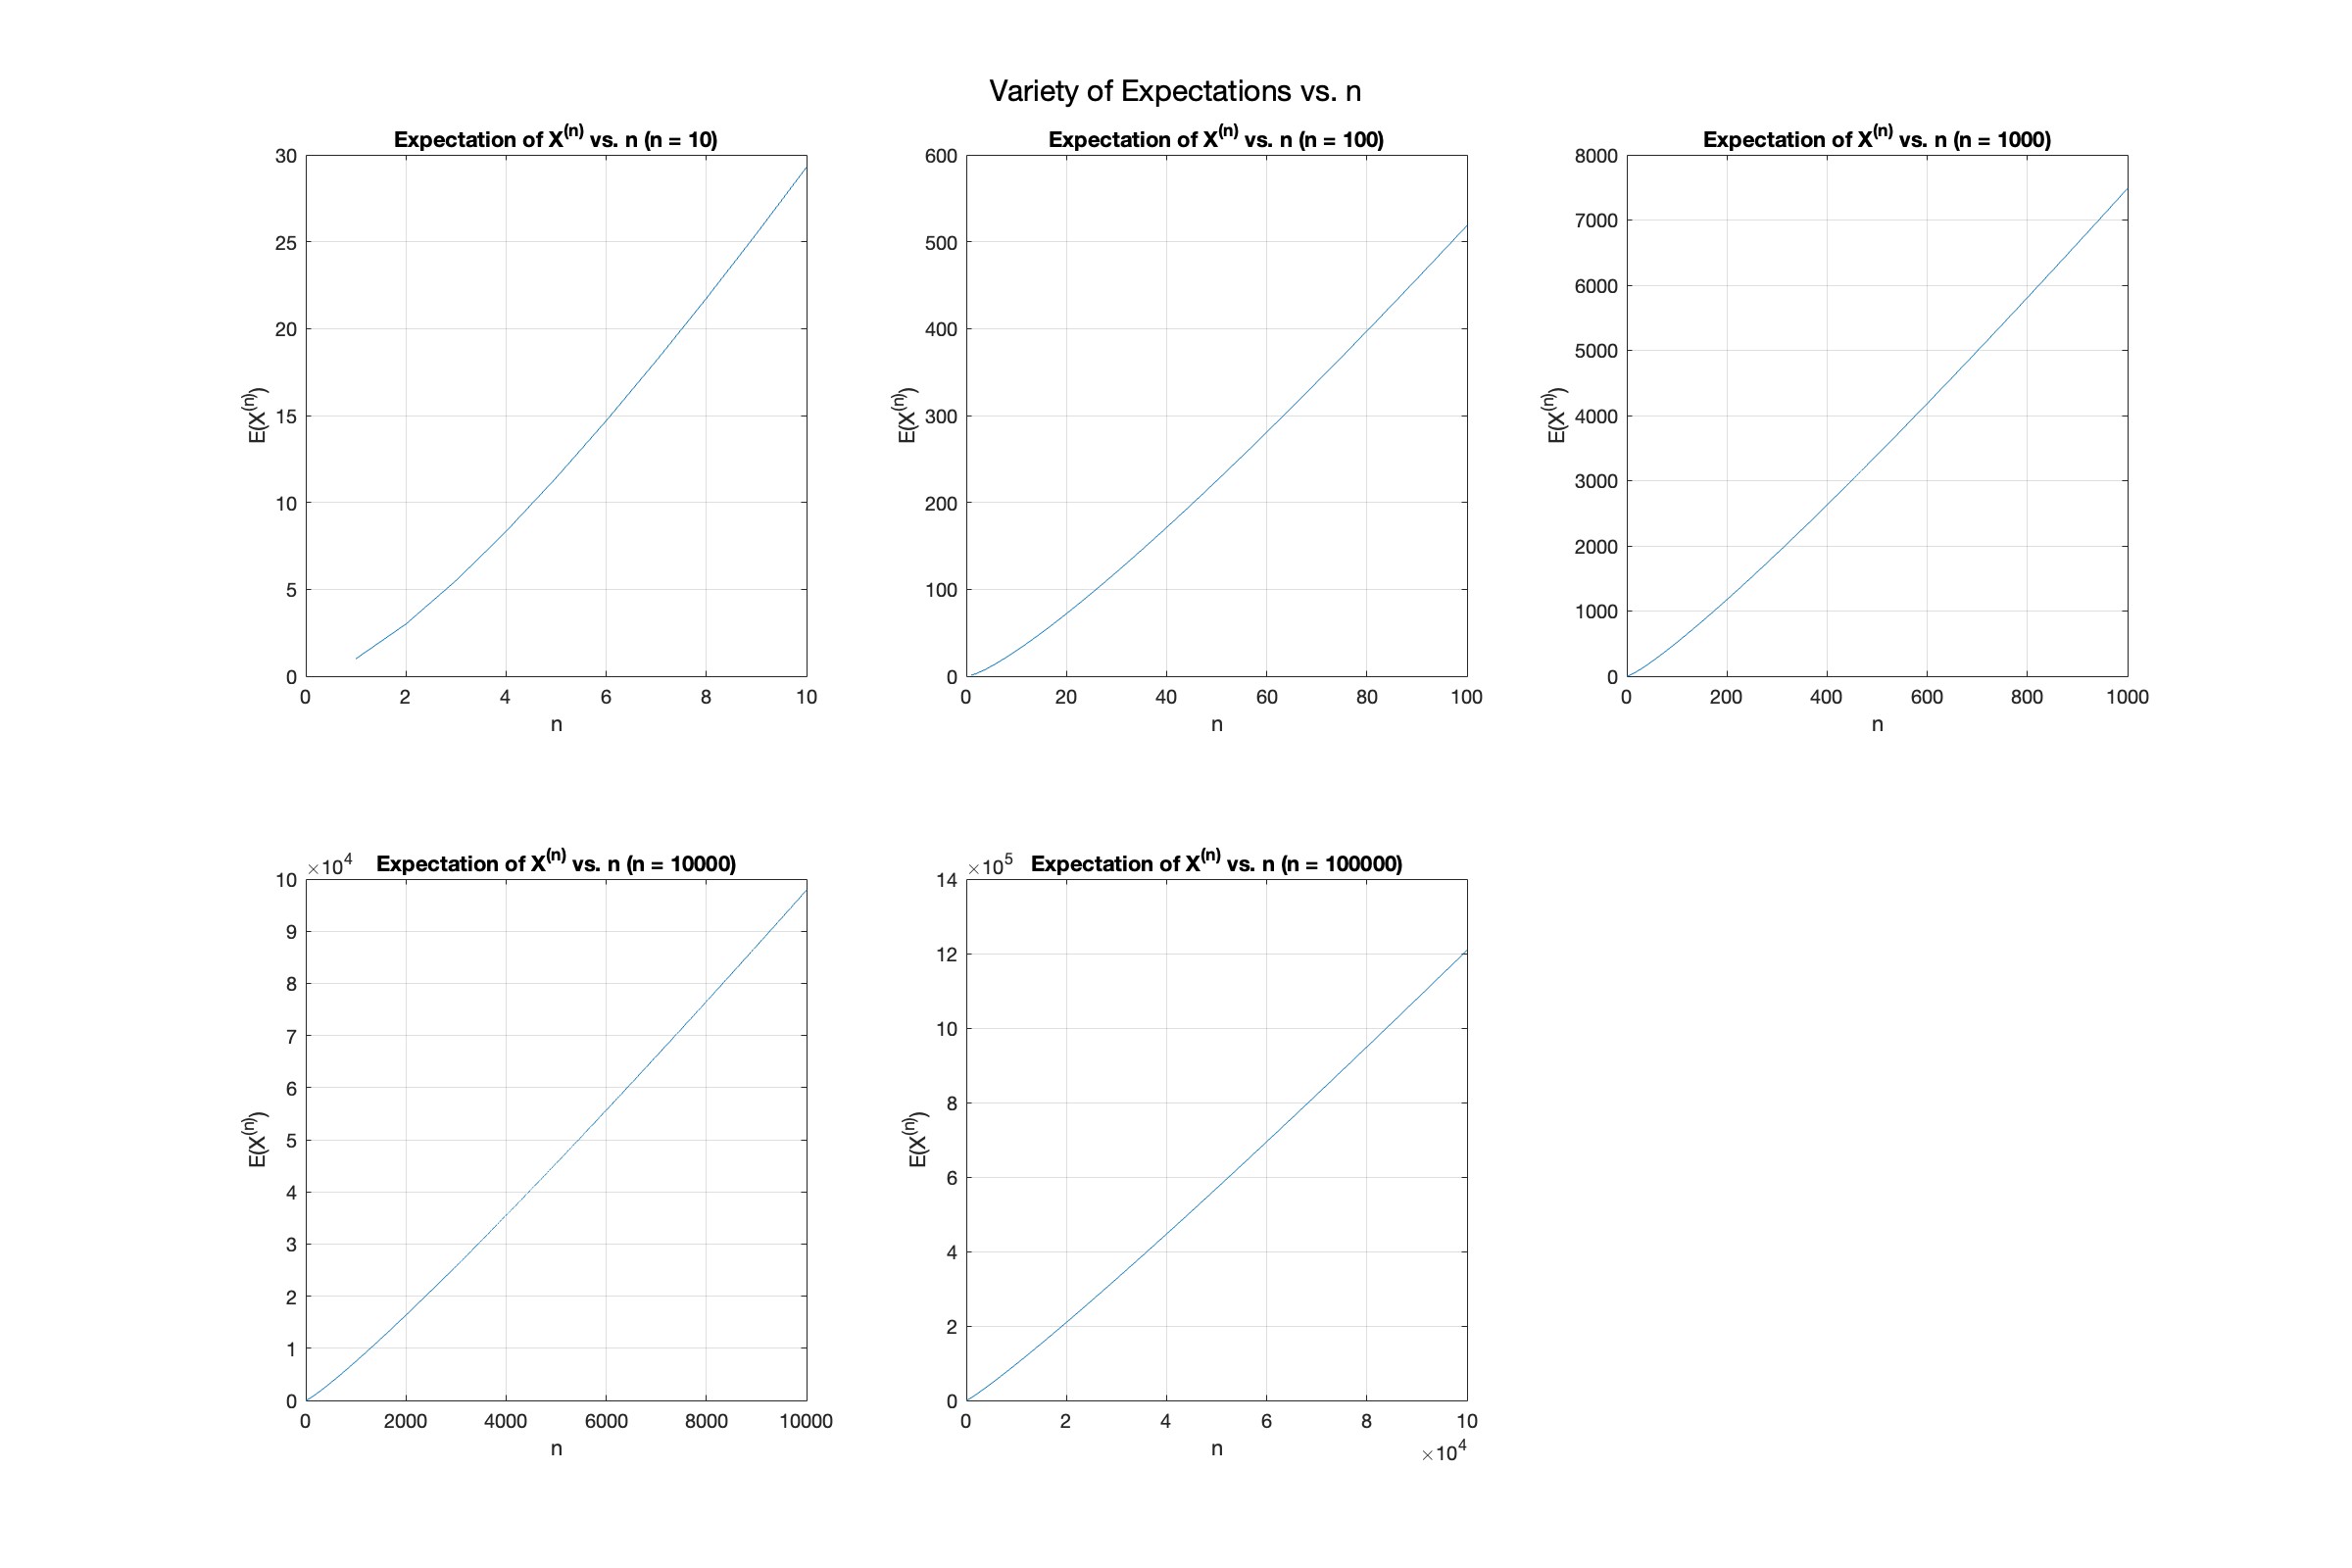 Variety of Expectations vs. n
Expectation of X^(n) vs. n (n = 10)
30
25
20
15
10
5
0
0 2 4 6 8 10
E(X^(n))
n
Expectation of X^(n) vs. n (n = 100)
600
500
400
300
200
100
0
0 20 40 60 80 100
E(X^(n))
n
Expectation of X^(n) vs. n (n = 1000)
8000
7000
6000
5000
4000
3000
2000
1000
0
0 200 400 600 800 1000
E(X^(n))
n
×10^4
Expectation of X^(n) vs. n (n = 10000)
10
9
8
7
6
5
4
3
2
1
0
0 2000 4000 6000 8000 10000
E(X^(n))
n
×10^5
Expectation of X^(n) vs. n (n = 100000)
14
12
10
8
6
4
2
0
0 2 4 6 8 10
E(X^(n))
n
×10^4